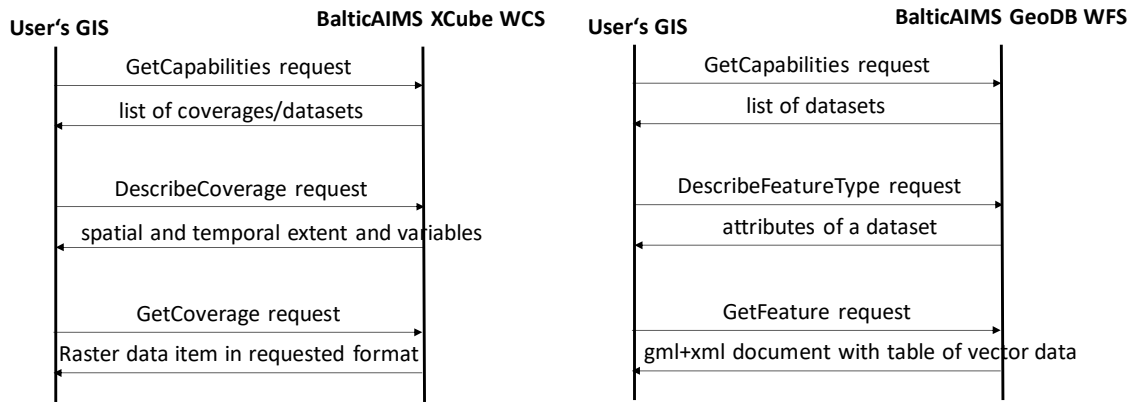 User‘s GIS
BalticAIMS XCube WCS
GetCapabilities request
list of coverages/datasets
DescribeCoverage request
spatial and temporal extent and variables
GetCoverage request
Raster data item in requested format
User‘s GIS
BalticAIMS GeoDB WFS
GetCapabilities request
list of datasets
DescribeFeatureType request
attributes of a dataset
GetFeature request
gml+xml document with table of vector data